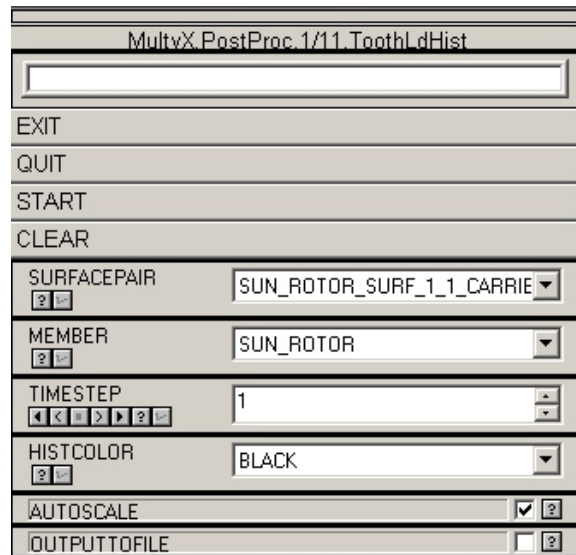 MultyX.PostProc.1/11.ToothLdHist
EXIT
QUIT
START
CLEAR
SURFACEPAIR
SUN_ROTOR_SURF_1_1_CARRIE
MEMBER
SUN_ROTOR
TIMESTEP
1
HISTCOLOR
BLACK
AUTOSCALE
OUTPUTTOFILE